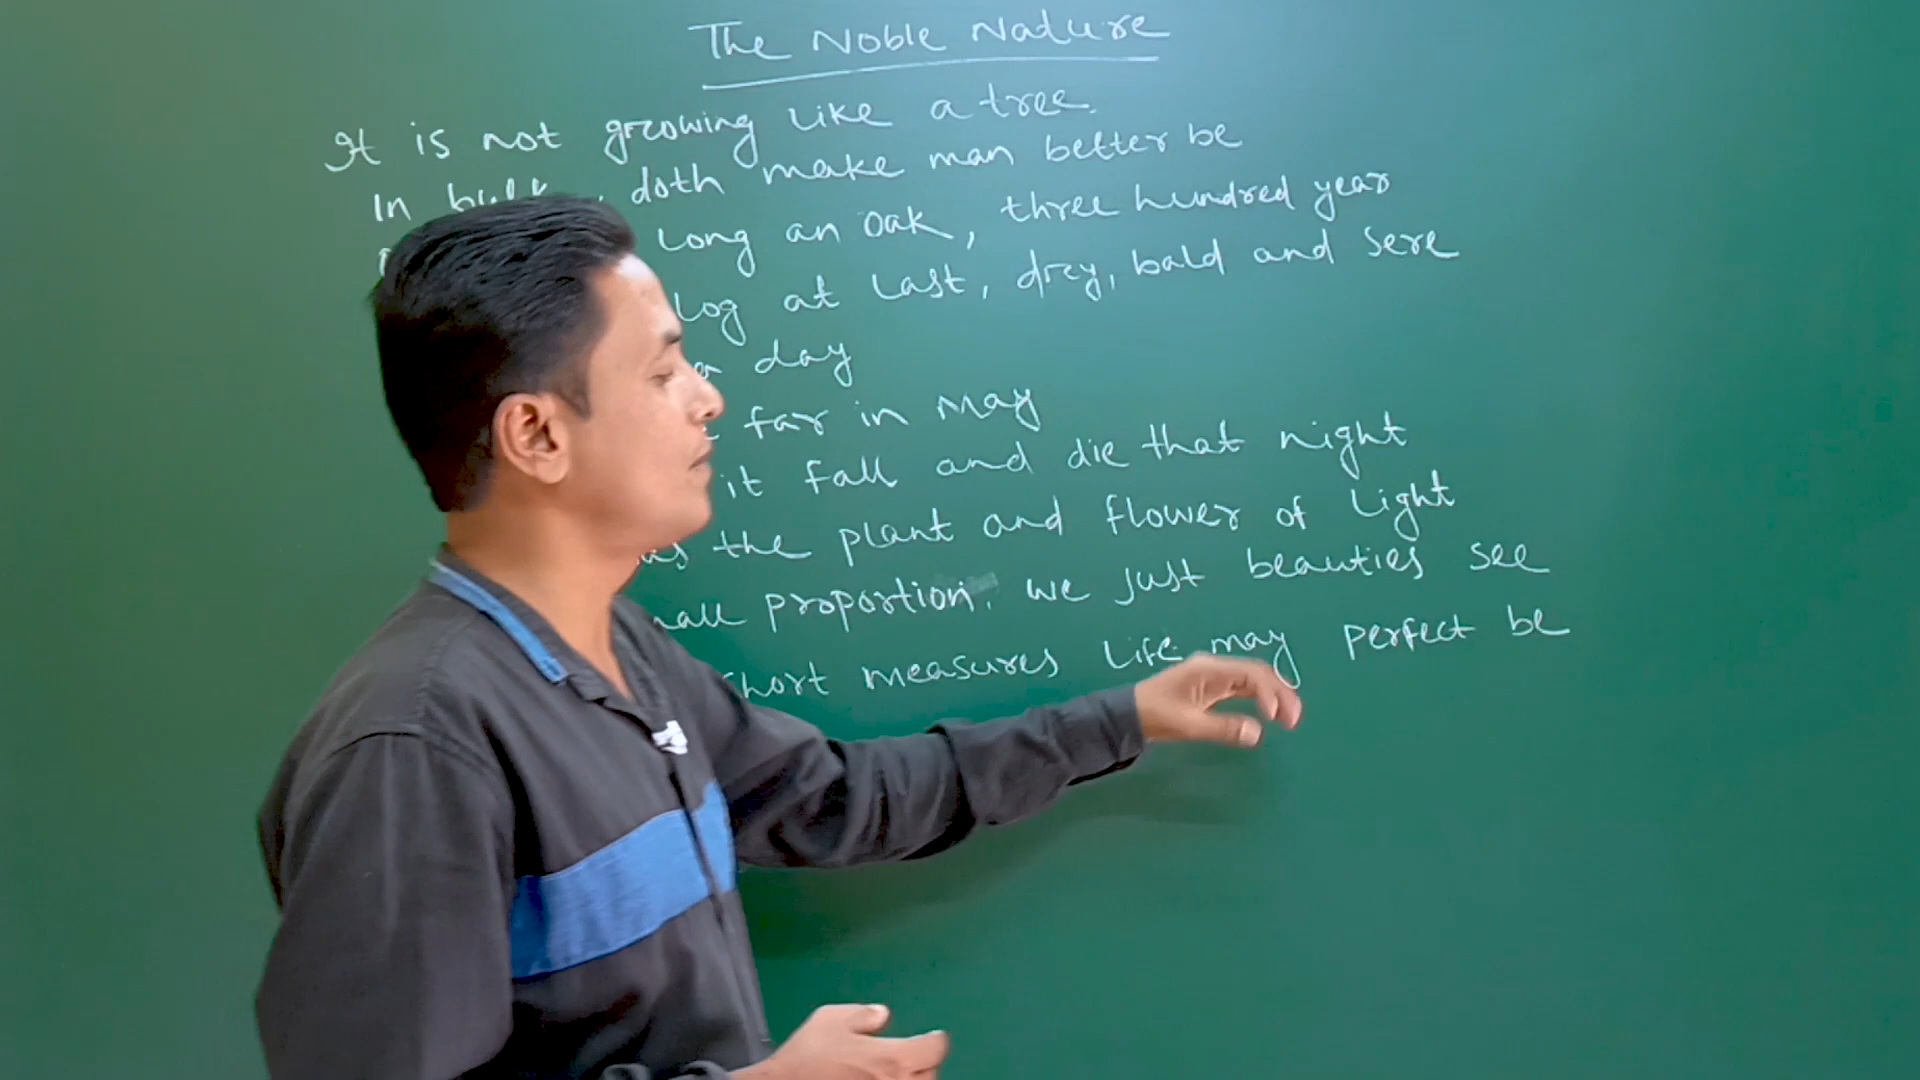 The Noble Nature
It is not growing like a tree.
In doth make man better be
long an oak, three hundred year
log at last, dry, bald and sere
a day
far in May
it fall and die that night
the plant and flower of light
proportion, we just beauties see
short measures life may perfect be